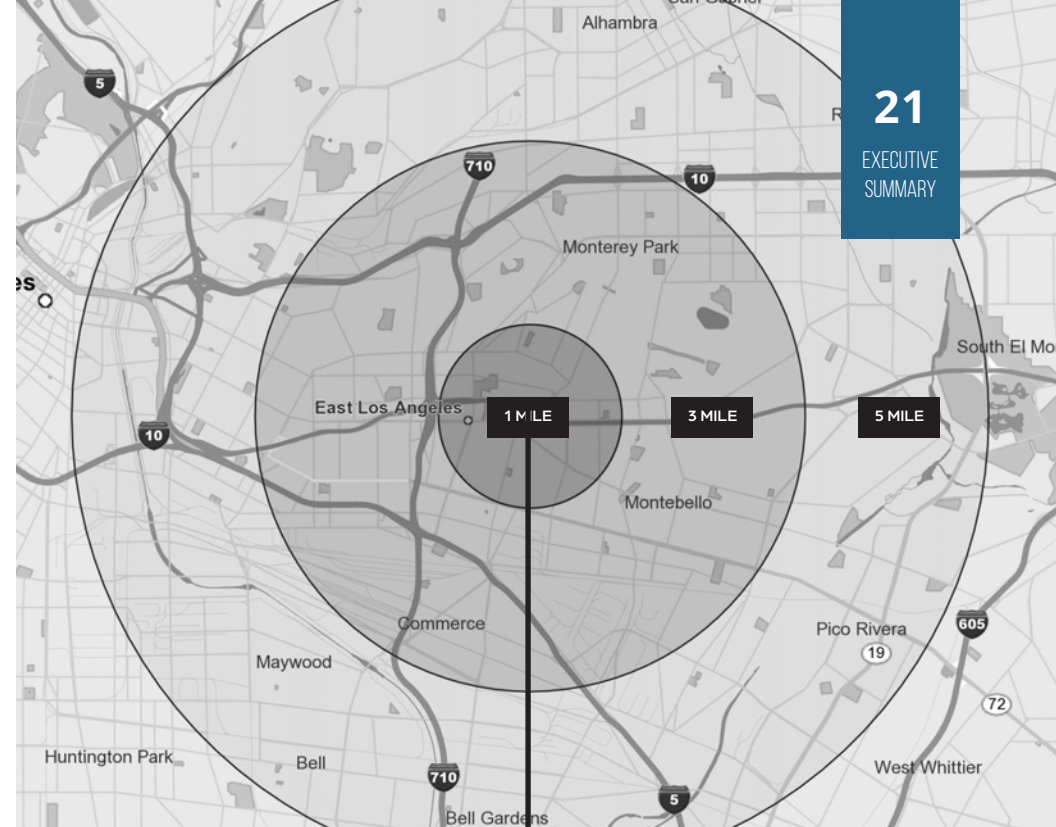 Alhambra
5
21
EXECUTIVE
SUMMARY
710
10
Monterey Park
South El Mo
East Los Angeles
1 MILE
3 MILE
5 MILE
10
Montebello
Commerce
Pico Rivera
605
19
Maywood
72
Huntington Park
Bell
710
West Whittier
5
Bell Gardens